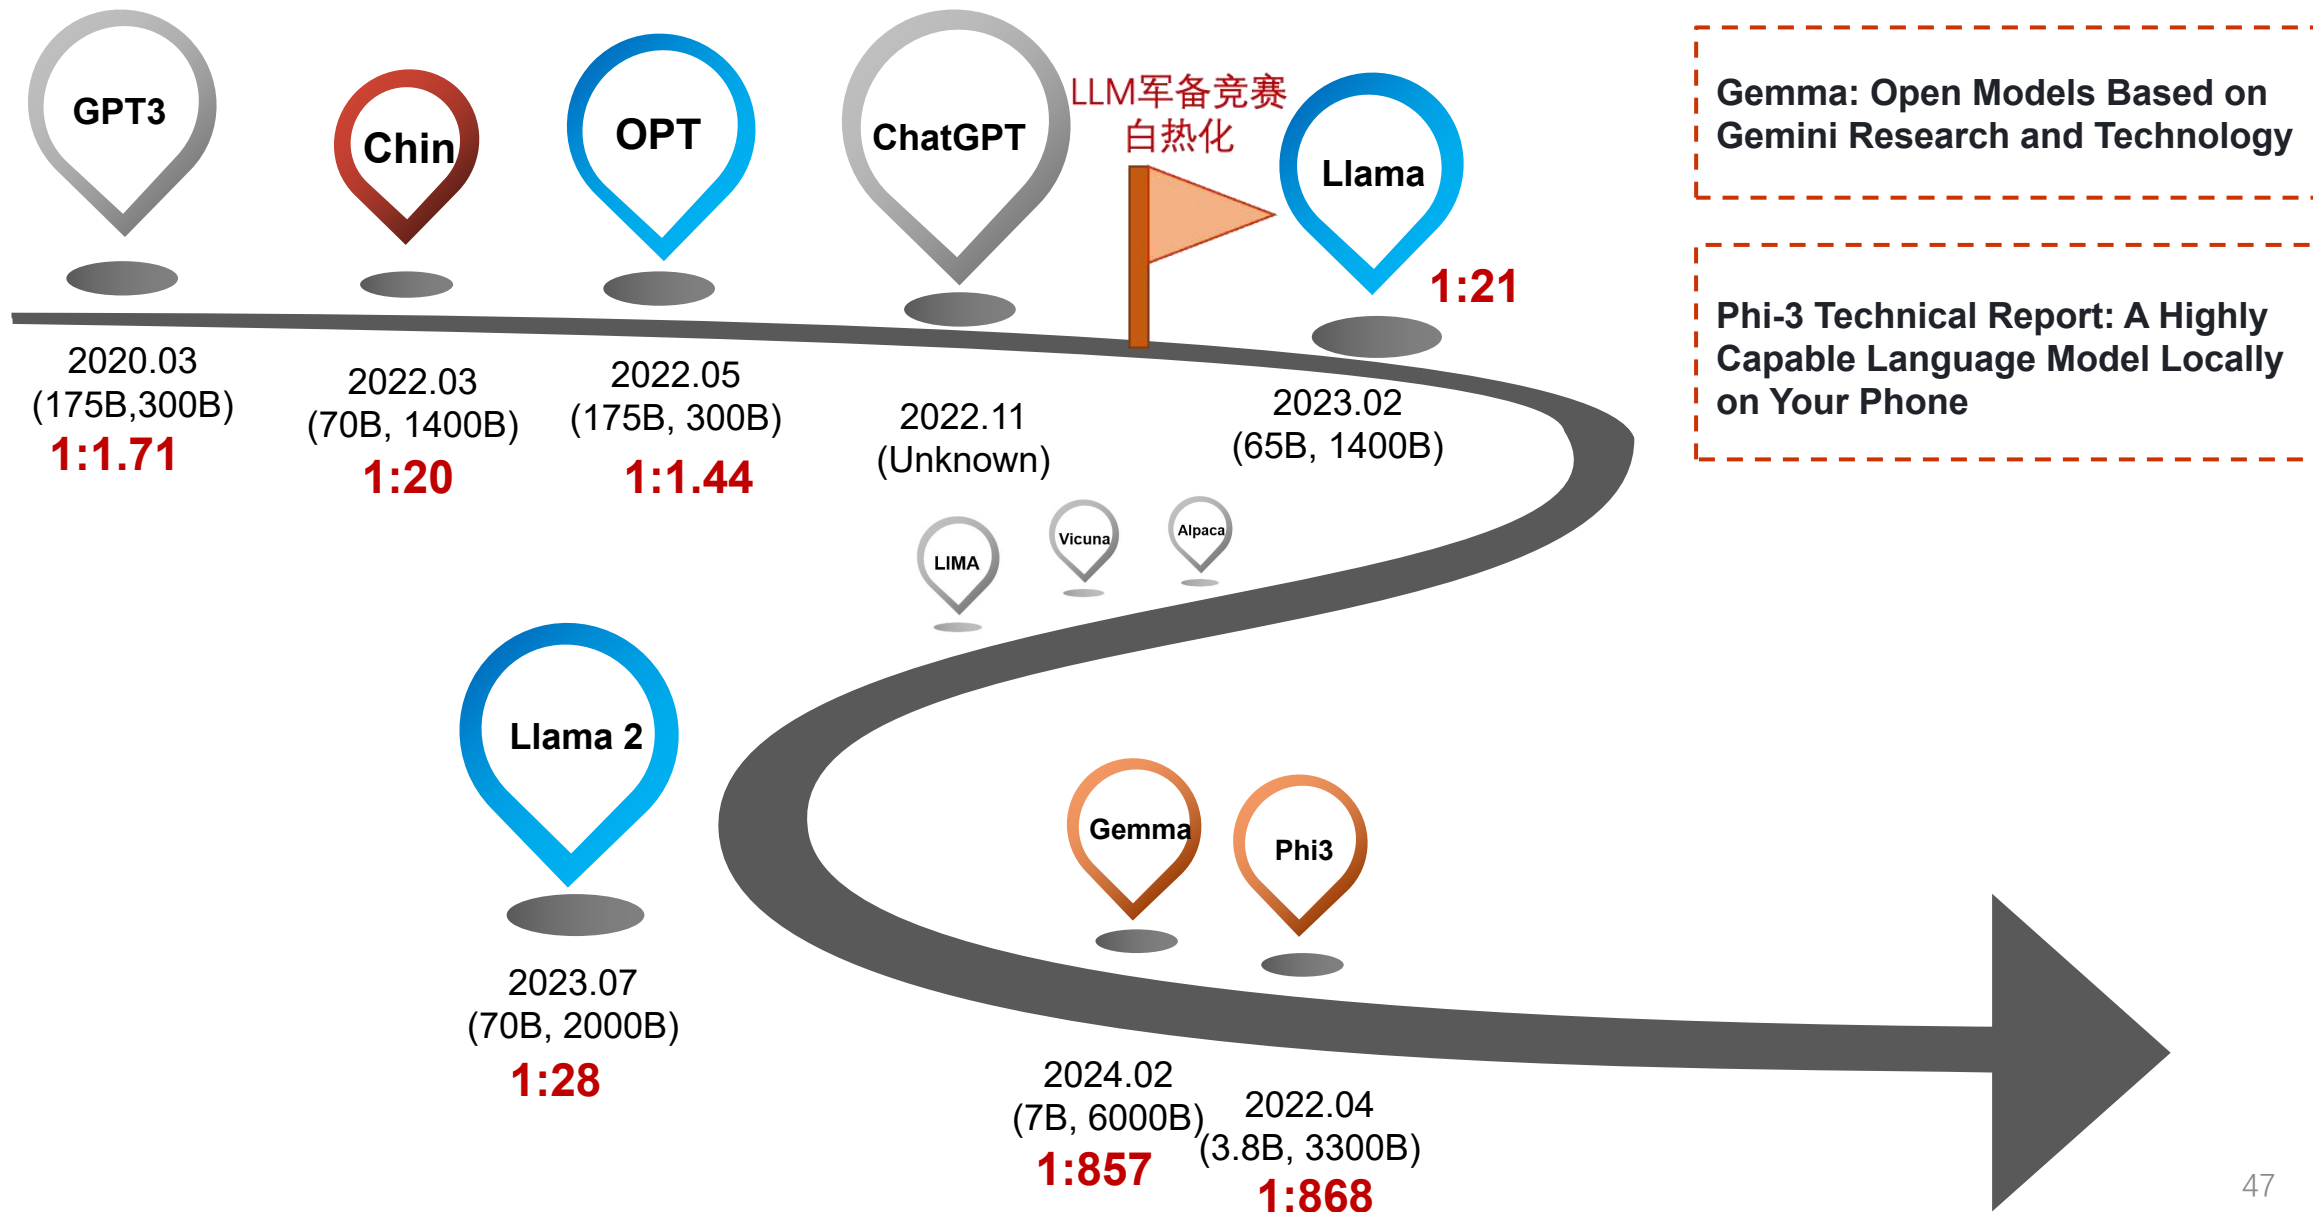 GPT3
Chin
OPT
ChatGPT
LLM军备竞赛
白热化
Llama
1:21
2020.03
(175B,300B)
1:1.71
2022.03
(70B, 1400B)
1:20
2022.05
(175B, 300B)
1:1.44
2022.11
(Unknown)
2023.02
(65B, 1400B)
Gemma: Open Models Based on
Gemini Research and Technology
Phi-3 Technical Report: A Highly
Capable Language Model Locally
on Your Phone
LIMA
Vicuna
Alpaca
Llama 2
2023.07
(70B, 2000B)
1:28
Gemma
Phi3
2024.02
(7B, 6000B)
1:857
2022.04
(3.8B, 3300B)
1:868
47